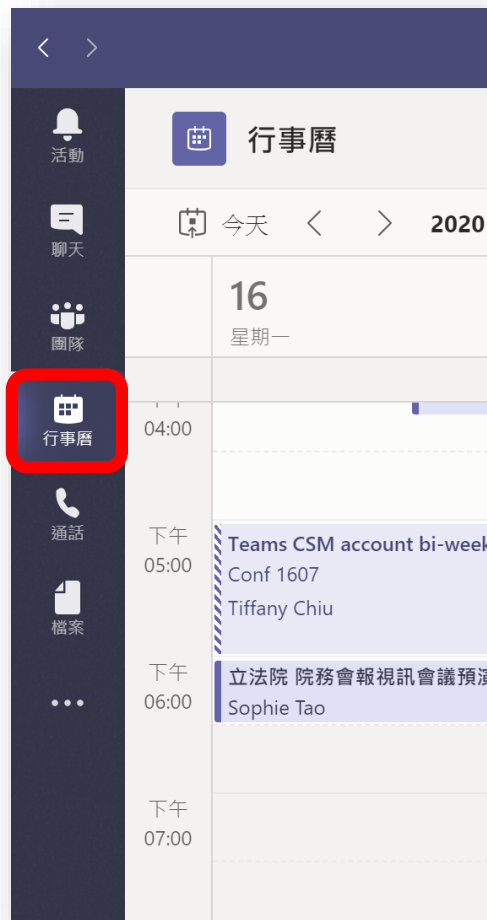 活動
聊天
團隊
行事曆
通話
檔案
行事曆
今天
2020
16
星期一
04:00
下午
05:00
Teams CSM account bi-week
Conf 1607
Tiffany Chiu
下午
06:00
立法院 院務會報視訊會議預演
Sophie Tao
下午
07:00